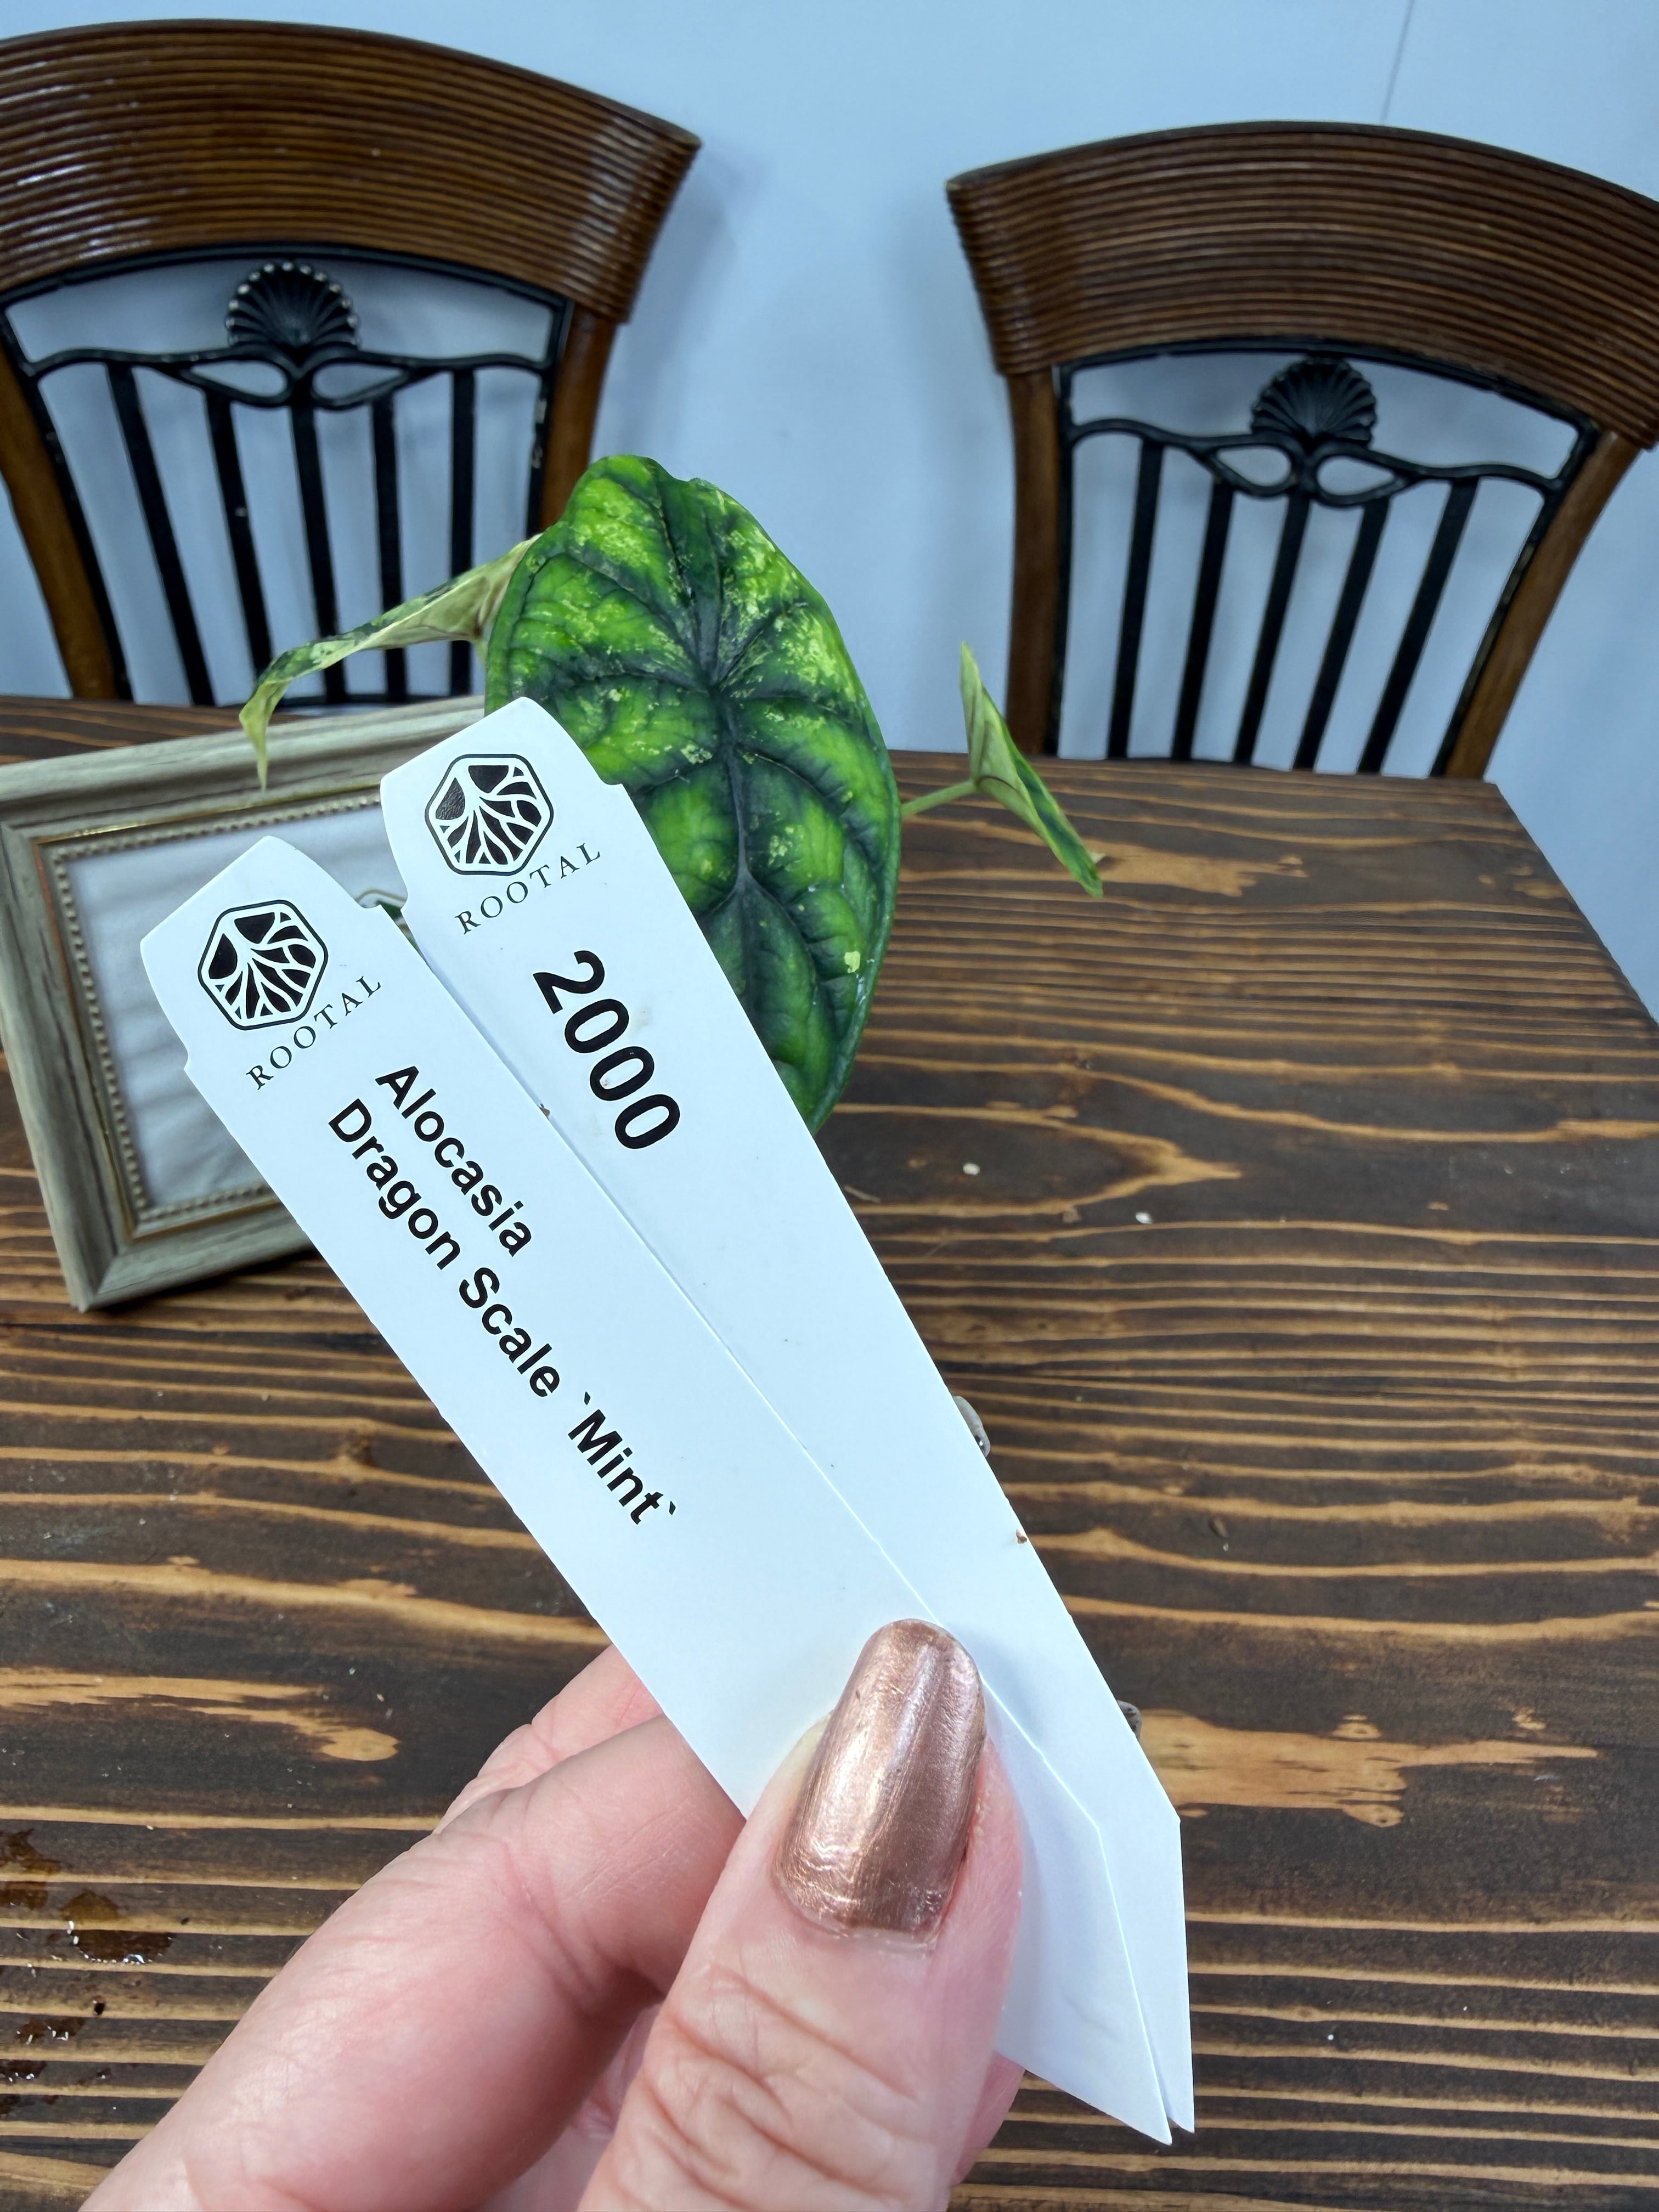 ROOTAL
Alocasia
Dragon Scale `Mint`
ROOTAL
2000